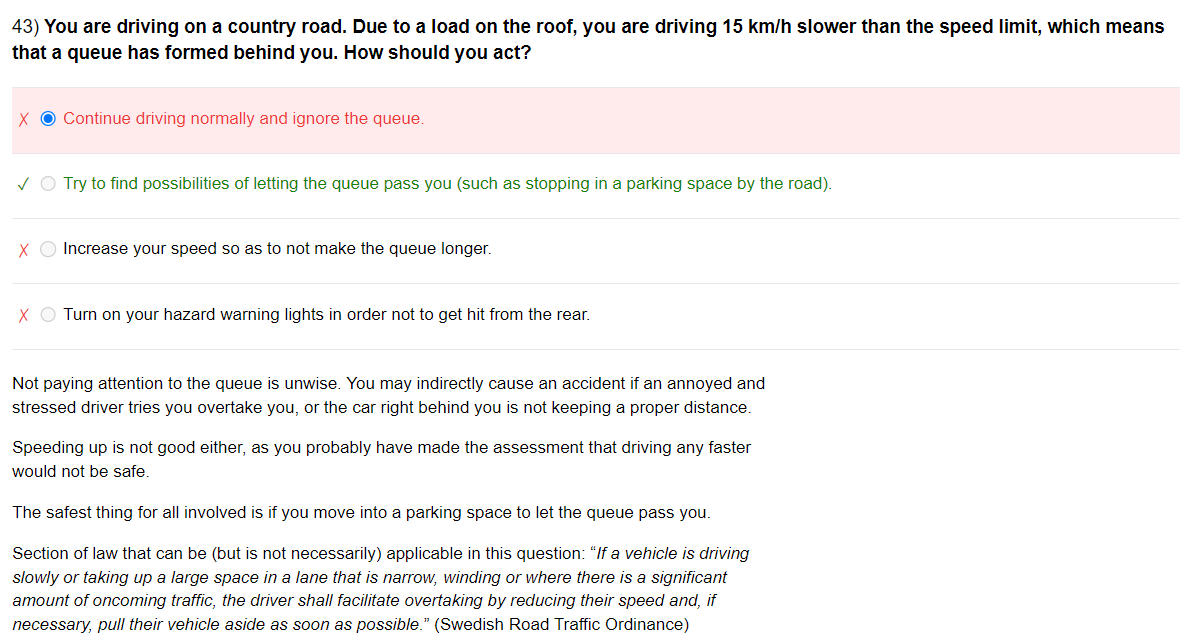 43) You are driving on a country road. Due to a load on the roof, you are driving 15 km/h slower than the speed limit, which means
that a queue has formed behind you. How should you act?
X Continue driving normally and ignore the queue.
✓ Try to find possibilities of letting the queue pass you (such as stopping in a parking space by the road).
X Increase your speed so as to not make the queue longer.
X Turn on your hazard warning lights in order not to get hit from the rear.
Not paying attention to the queue is unwise. You may indirectly cause an accident if an annoyed and
stressed driver tries you overtake you, or the car right behind you is not keeping a proper distance.
Speeding up is not good either, as you probably have made the assessment that driving any faster
would not be safe.
The safest thing for all involved is if you move into a parking space to let the queue pass you.
Section of law that can be (but is not necessarily) applicable in this question: “If a vehicle is driving
slowly or taking up a large space in a lane that is narrow, winding or where there is a significant
amount of oncoming traffic, the driver shall facilitate overtaking by reducing their speed and, if
necessary, pull their vehicle aside as soon as possible.” (Swedish Road Traffic Ordinance)